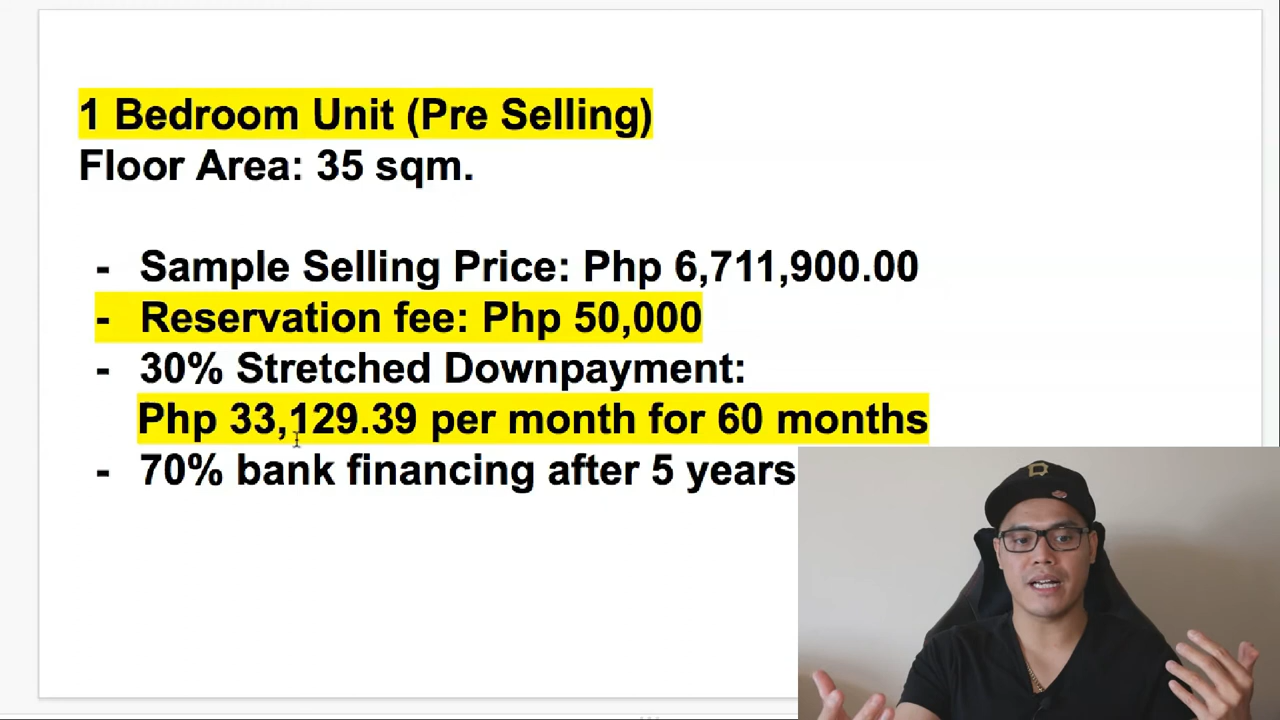 1 Bedroom Unit (Pre Selling)
Floor Area: 35 sqm.
- Sample Selling Price: Php 6,711,900.00
- Reservation fee: Php 50,000
- 30% Stretched Downpayment:
Php 33,129.39 per month for 60 months
- 70% bank financing after 5 years